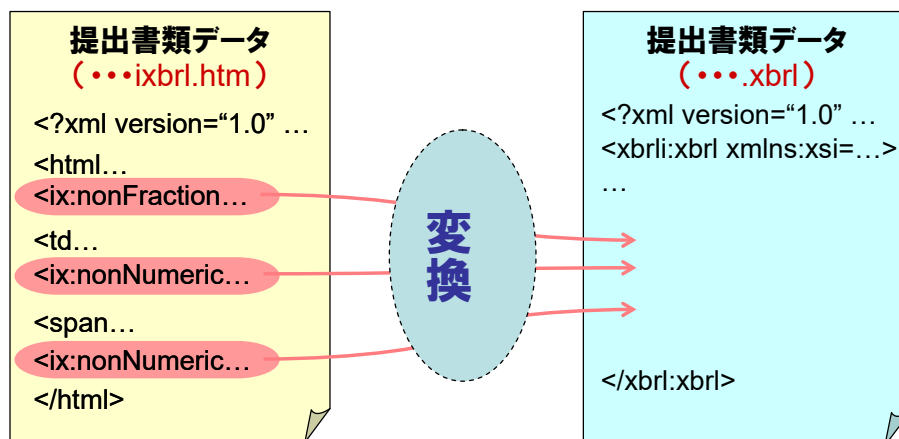 提出書類データ
（・・・ixbrl.htm）
<?xml version=“1.0” …
<html…
<ix:nonFraction…
<td…
<ix:nonNumeric…
<span…
<ix:nonNumeric…
</html>
変換
提出書類データ
（・・・.xbrl）
<?xml version=“1.0” …
<xbrli:xbrl xmlns:xsi=…>
…
</xbrl:xbrl>